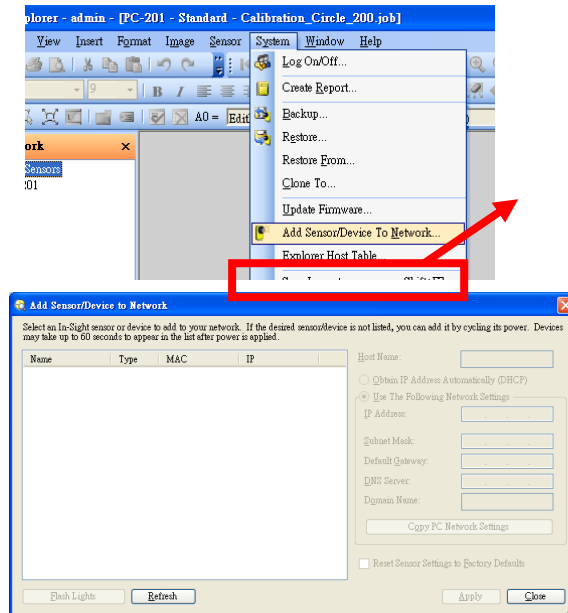 plorer - admin - [PC-201 - Standard - Calibration_Circle_200.job]
View Insert Format Image Sensor System Window Help
Log On/Off...
9
Create Report...
B I
A0 = Edit
Backup...
Restore...
Restore From...
Clone To...
Update Firmware...
Add Sensor/Device To Network...
Explorer Host Table...
ork
Sensors
01
Add Sensor/Device to Network
Select an In-Sight sensor or device to add to your network. If the desired sensor/device is not listed, you can add it by cycling its power. Devices
may take up to 60 seconds to appear in the list after power is applied.
Name Type MAC IP
Host Name:
Obtain IP Address Automatically (DHCP)
Use The Following Network Settings
IP Address:
Subnet Mask:
Default Gateway:
DNS Server:
Domain Name:
Copy PC Network Settings
Reset Sensor Settings to Factory Defaults
Flash Lights Refresh Apply Close